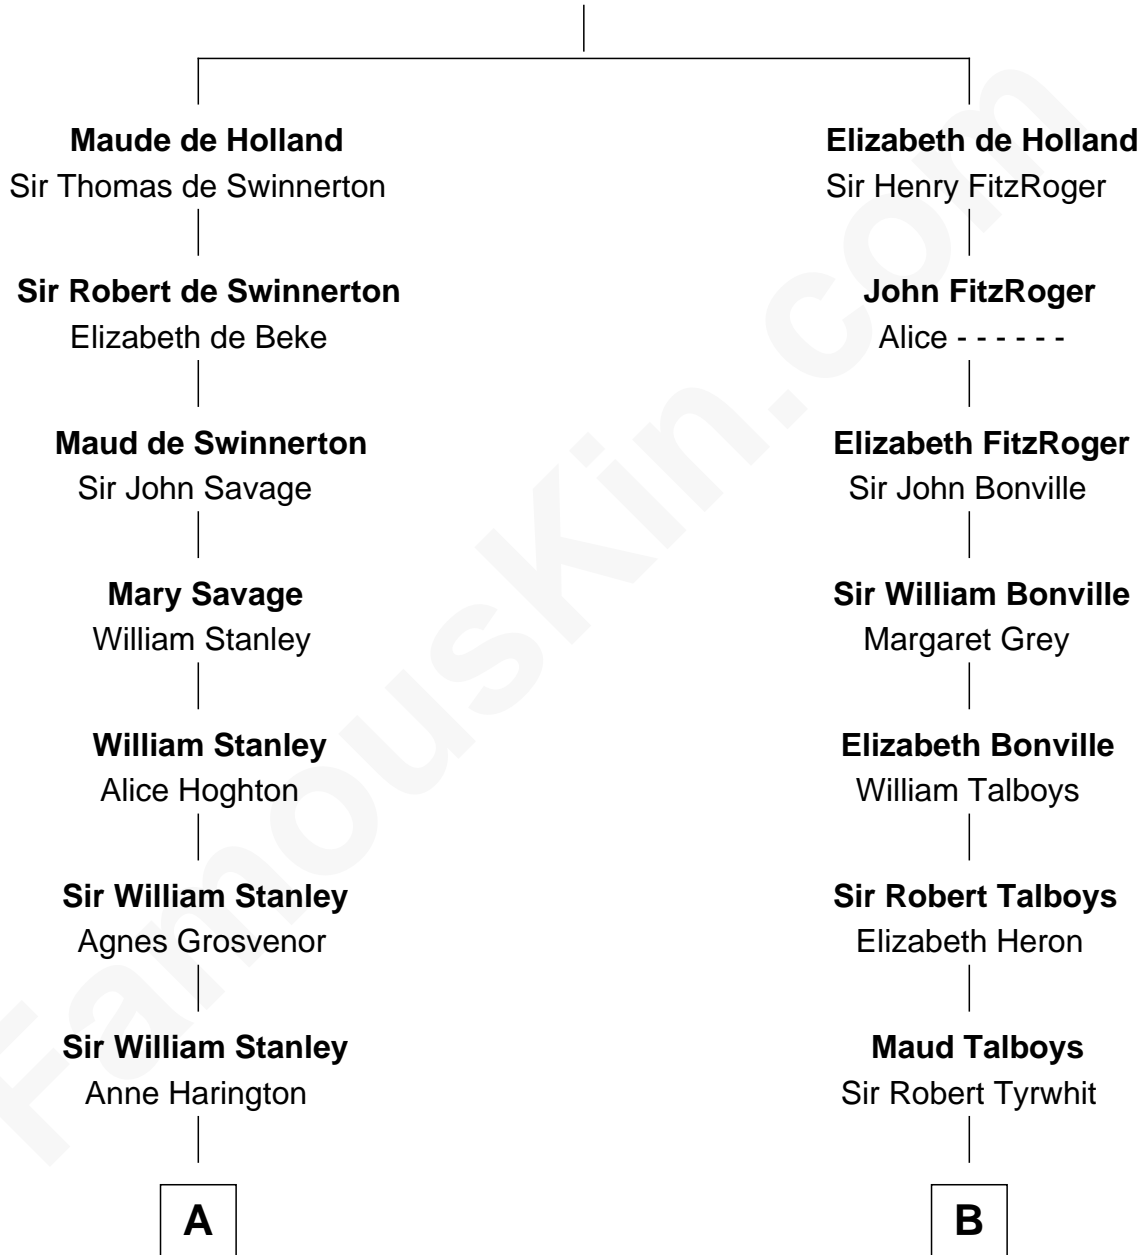 Maude de Holland
Sir Thomas de Swinnerton
Sir Robert de Swinnerton
Elizabeth de Beke
Maud de Swinnerton
Sir John Savage
Mary Savage
William Stanley
William Stanley
Alice Hoghton
Sir William Stanley
Agnes Grosvenor
Sir William Stanley
Anne Harington
A
Elizabeth de Holland
Sir Henry FitzRoger
John FitzRoger
Alice - - - - - -
Elizabeth FitzRoger
Sir John Bonville
Sir William Bonville
Margaret Grey
Elizabeth Bonville
William Talboys
Sir Robert Talboys
Elizabeth Heron
Maud Talboys
Sir Robert Tyrwhit
B
FamousKin.com